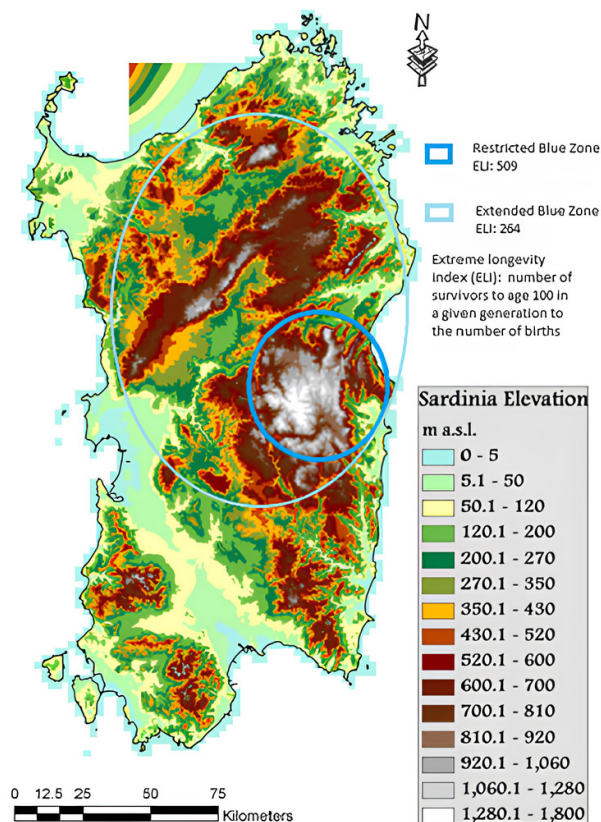 N
Restricted Blue Zone
ELI: 509
Extended Blue Zone
ELI: 264
Extreme longevity
Index (ELI): number of
survivors to age 100 in
a given generation to
the number of births
Sardinia Elevation
m a.s.l.
0 - 5
5.1 - 50
50.1 - 120
120.1 - 200
200.1 - 270
270.1 - 350
350.1 - 430
430.1 - 520
520.1 - 600
600.1 - 700
700.1 - 810
810.1 - 920
920.1 - 1,060
1,060.1 - 1,280
1,280.1 - 1,800
0 12.5 25 50 75
Kilometers